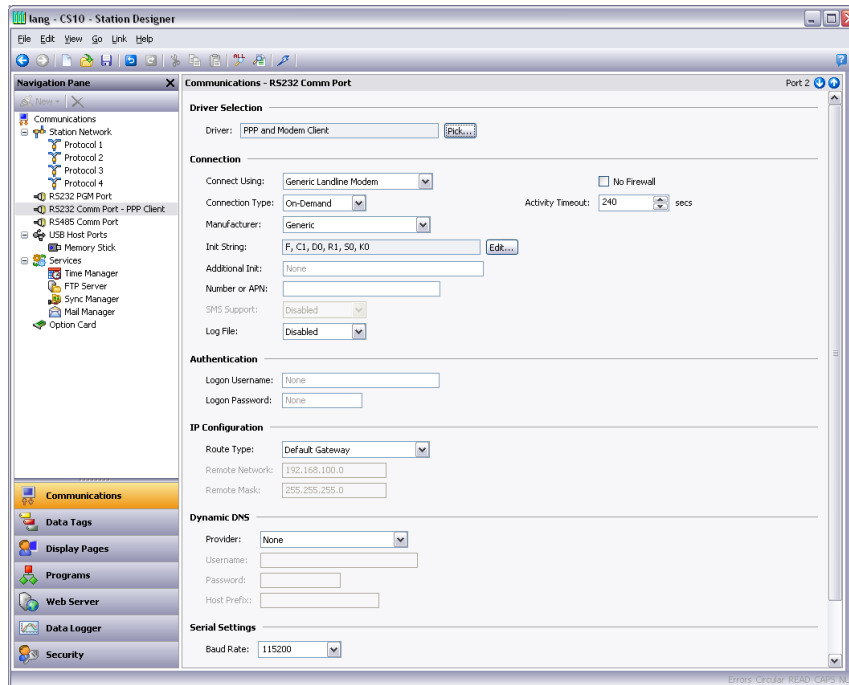 lang - CS10 - Station Designer
File Edit View Go Link Help
Navigation Pane
Communications - RS232 Comm Port
Port 2
New
Communications
Station Network
Protocol 1
Protocol 2
Protocol 3
Protocol 4
RS232 PGM Port
RS232 Comm Port - PPP Client
RS485 Comm Port
USB Host Ports
Memory Stick
Services
Time Manager
FTP Server
Sync Manager
Mail Manager
Option Card
Communications
Data Tags
Display Pages
Programs
Web Server
Data Logger
Security
Driver Selection
Driver: PPP and Modem Client Pick...
Connection
Connect Using: Generic Landline Modem No Firewall
Connection Type: On-Demand Activity Timeout: 240 secs
Manufacturer: Generic
Init String: F, C1, D0, R1, S0, K0 Edit...
Additional Init: None
Number or APN:
SMS Support: Disabled
Log File: Disabled
Authentication
Logon Username: None
Logon Password: None
IP Configuration
Route Type: Default Gateway
Remote Network: 192.168.100.0
Remote Mask: 255.255.255.0
Dynamic DNS
Provider: None
Username:
Password:
Host Prefix:
Serial Settings
Baud Rate: 115200
Errors Circular READ CAPS